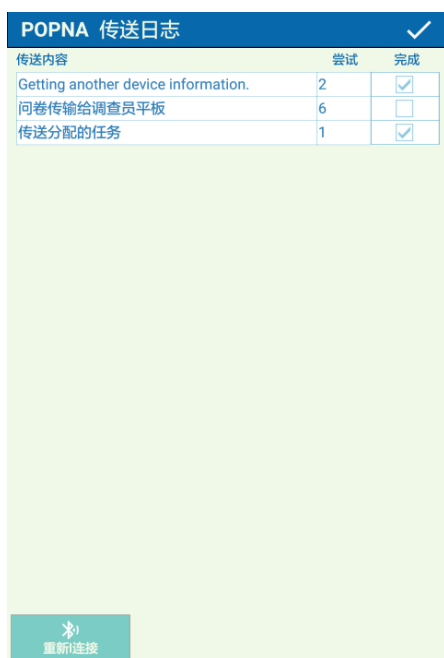 POPNA 传送日志
传送内容 尝试 完成
Getting another device information. 2
问卷传输给调查员平板 6
传送分配的任务 1
重新I连接